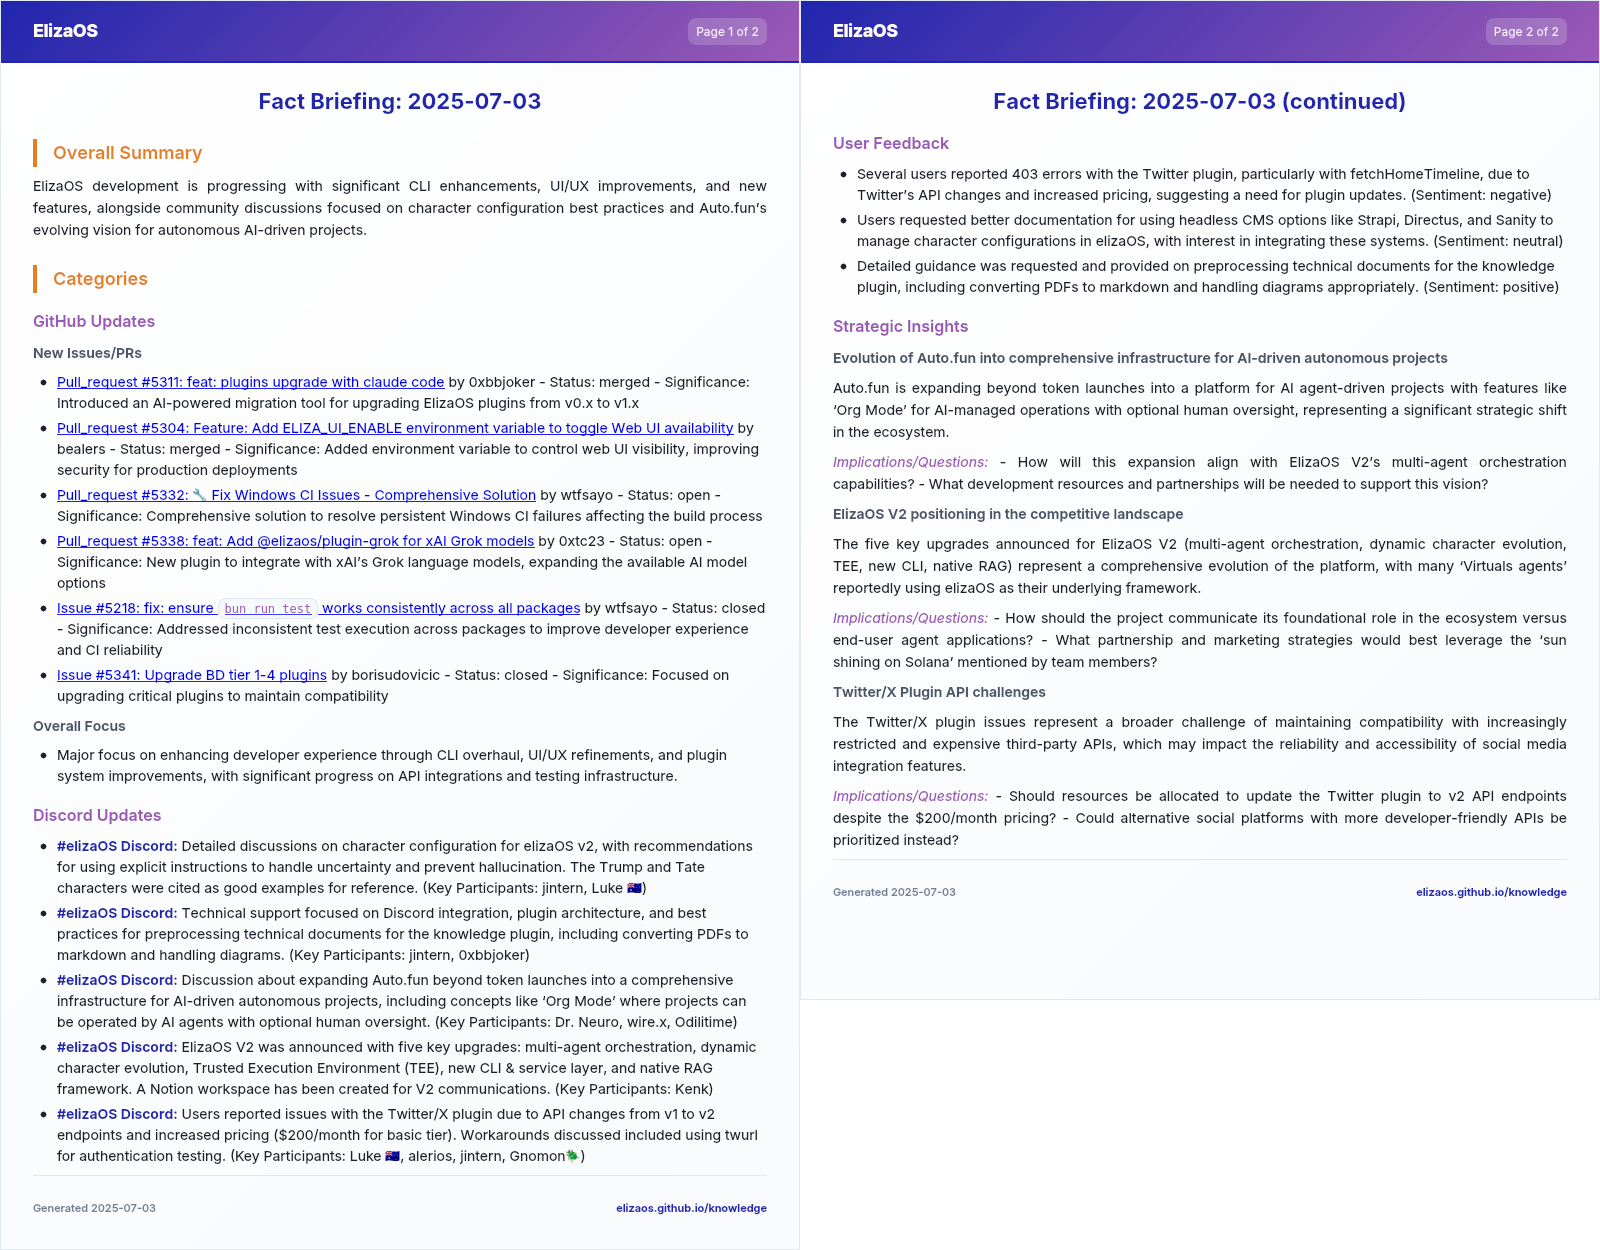 ElizaOS
Page 1 of 2
Fact Briefing: 2025-07-03
Overall Summary
ElizaOS development is progressing with significant CLI enhancements, UI/UX improvements, and new
features, alongside community discussions focused on character configuration best practices and Auto.fun’s
evolving vision for autonomous AI-driven projects.
Categories
GitHub Updates
New Issues/PRs
• Pull_request #5311: feat: plugins upgrade with claude code by 0xbbjoker - Status: merged - Significance:
Introduced an AI-powered migration tool for upgrading ElizaOS plugins from v0.x to v1.x
• Pull_request #5304: Feature: Add ELIZA_UI_ENABLE environment variable to toggle Web UI availability by
bealers - Status: merged - Significance: Added environment variable to control web UI visibility, improving
security for production deployments
• Pull_request #5332: 🔧 Fix Windows CI Issues - Comprehensive Solution by wtfsayo - Status: open -
Significance: Comprehensive solution to resolve persistent Windows CI failures affecting the build process
• Pull_request #5338: feat: Add @elizaos/plugin-grok for xAI Grok models by 0xtc23 - Status: open -
Significance: New plugin to integrate with xAI’s Grok language models, expanding the available AI model
options
• Issue #5218: fix: ensure bun run test works consistently across all packages by wtfsayo - Status: closed
- Significance: Addressed inconsistent test execution across packages to improve developer experience
and CI reliability
• Issue #5341: Upgrade BD tier 1-4 plugins by borisudovicic - Status: closed - Significance: Focused on
upgrading critical plugins to maintain compatibility
Overall Focus
• Major focus on enhancing developer experience through CLI overhaul, UI/UX refinements, and plugin
system improvements, with significant progress on API integrations and testing infrastructure.
Discord Updates
• #elizaOS Discord: Detailed discussions on character configuration for elizaOS v2, with recommendations
for using explicit instructions to handle uncertainty and prevent hallucination. The Trump and Tate
characters were cited as good examples for reference. (Key Participants: jintern, Luke 🇦🇺)
• #elizaOS Discord: Technical support focused on Discord integration, plugin architecture, and best
practices for preprocessing technical documents for the knowledge plugin, including converting PDFs to
markdown and handling diagrams. (Key Participants: jintern, 0xbbjoker)
• #elizaOS Discord: Discussion about expanding Auto.fun beyond token launches into a comprehensive
infrastructure for AI-driven autonomous projects, including concepts like ‘Org Mode’ where projects can
be operated by AI agents with optional human oversight. (Key Participants: Dr. Neuro, wire.x, Odilitime)
• #elizaOS Discord: ElizaOS V2 was announced with five key upgrades: multi-agent orchestration, dynamic
character evolution, Trusted Execution Environment (TEE), new CLI & service layer, and native RAG
framework. A Notion workspace has been created for V2 communications. (Key Participants: Kenk)
• #elizaOS Discord: Users reported issues with the Twitter/X plugin due to API changes from v1 to v2
endpoints and increased pricing ($200/month for basic tier). Workarounds discussed included using twurl
for authentication testing. (Key Participants: Luke 🇦🇺, alerios, jintern, Gnomon🪲)
Generated 2025-07-03
elizaos.github.io/knowledge
ElizaOS
Page 2 of 2
Fact Briefing: 2025-07-03 (continued)
User Feedback
• Several users reported 403 errors with the Twitter plugin, particularly with fetchHomeTimeline, due to
Twitter’s API changes and increased pricing, suggesting a need for plugin updates. (Sentiment: negative)
• Users requested better documentation for using headless CMS options like Strapi, Directus, and Sanity to
manage character configurations in elizaOS, with interest in integrating these systems. (Sentiment: neutral)
• Detailed guidance was requested and provided on preprocessing technical documents for the knowledge
plugin, including converting PDFs to markdown and handling diagrams appropriately. (Sentiment: positive)
Strategic Insights
Evolution of Auto.fun into comprehensive infrastructure for AI-driven autonomous projects
Auto.fun is expanding beyond token launches into a platform for AI agent-driven projects with features like
‘Org Mode’ for AI-managed operations with optional human oversight, representing a significant strategic shift
in the ecosystem.
Implications/Questions: - How will this expansion align with ElizaOS V2’s multi-agent orchestration
capabilities? - What development resources and partnerships will be needed to support this vision?
ElizaOS V2 positioning in the competitive landscape
The five key upgrades announced for ElizaOS V2 (multi-agent orchestration, dynamic character evolution,
TEE, new CLI, native RAG) represent a comprehensive evolution of the platform, with many ‘Virtuals agents’
reportedly using elizaOS as their underlying framework.
Implications/Questions: - How should the project communicate its foundational role in the ecosystem versus
end-user agent applications? - What partnership and marketing strategies would best leverage the ‘sun
shining on Solana’ mentioned by team members?
Twitter/X Plugin API challenges
The Twitter/X plugin issues represent a broader challenge of maintaining compatibility with increasingly
restricted and expensive third-party APIs, which may impact the reliability and accessibility of social media
integration features.
Implications/Questions: - Should resources be allocated to update the Twitter plugin to v2 API endpoints
despite the $200/month pricing? - Could alternative social platforms with more developer-friendly APIs be
prioritized instead?
Generated 2025-07-03
elizaos.github.io/knowledge